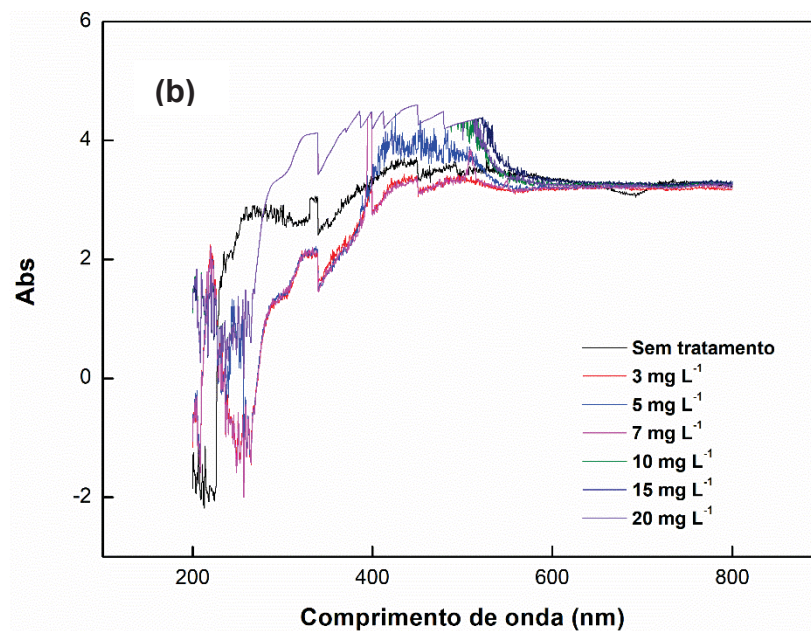 (b)
Abs
6
4
2
0
-2
200
400
600
800
Comprimento de onda (nm)
Sem tratamento
3 mg L⁻¹
5 mg L⁻¹
7 mg L⁻¹
10 mg L⁻¹
15 mg L⁻¹
20 mg L⁻¹